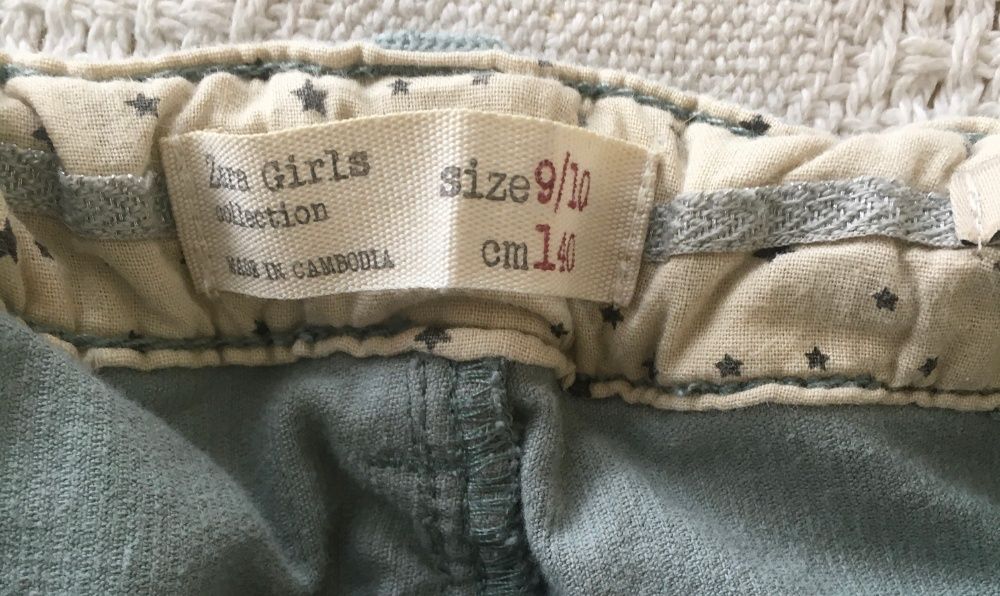 Zara Girls
collection
MADE IN CAMBODIA
size 9/10
cm 140